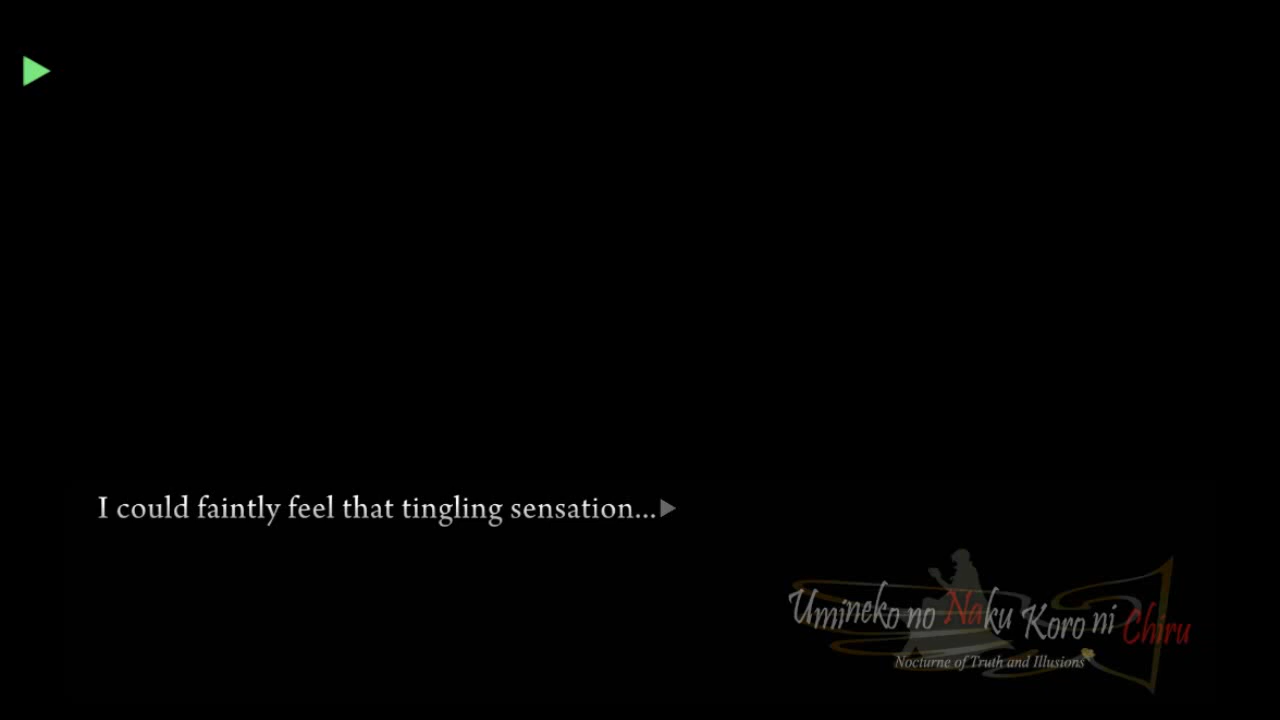 I could faintly feel that tingling sensation...
Umineko no Naku Koro ni Chiru
Nocturne of Truth and Illusions